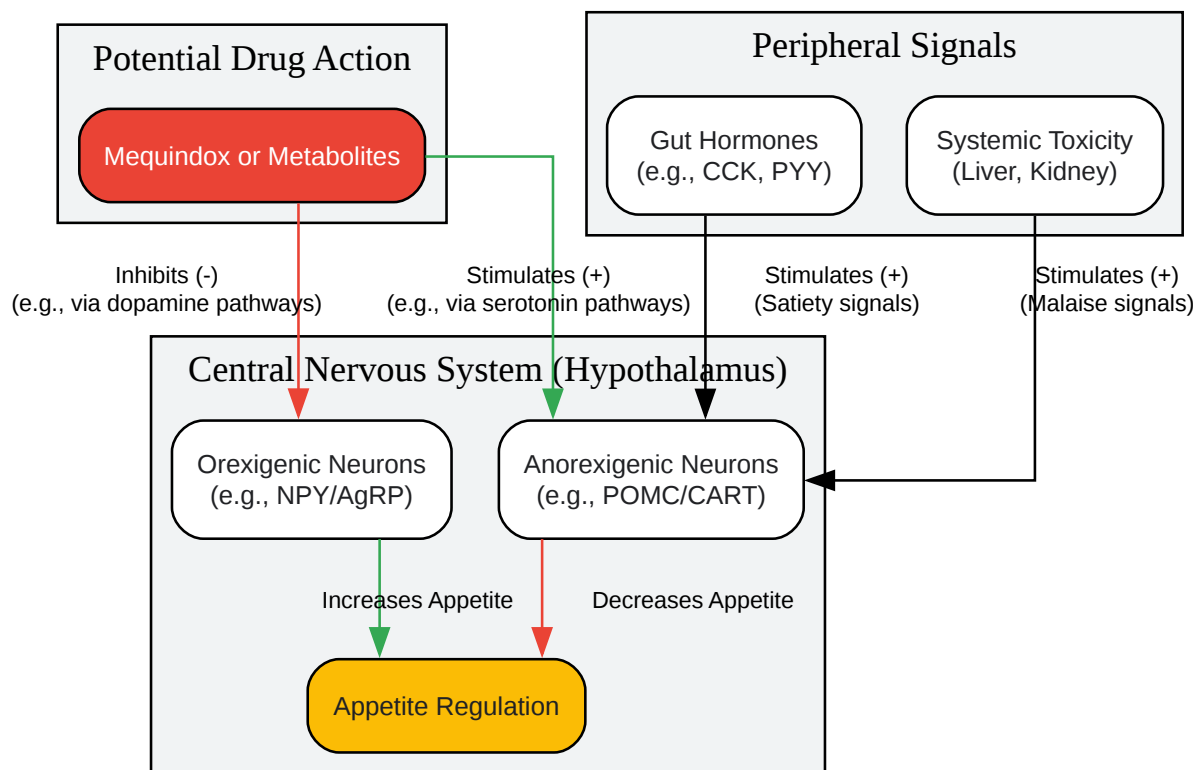 Potential Drug Action
Mequindox or Metabolites
Peripheral Signals
Gut Hormones
(e.g., CCK, PYY)
Systemic Toxicity
(Liver, Kidney)
Inhibits (-)
(e.g., via dopamine pathways)
Stimulates (+)
(e.g., via serotonin pathways)
Stimulates (+)
(Satiety signals)
Stimulates (+)
(Malaise signals)
Central Nervous System (Hypothalamus)
Orexigenic Neurons
(e.g., NPY/AgRP)
Anorexigenic Neurons
(e.g., POMC/CART)
Increases Appetite
Decreases Appetite
Appetite Regulation